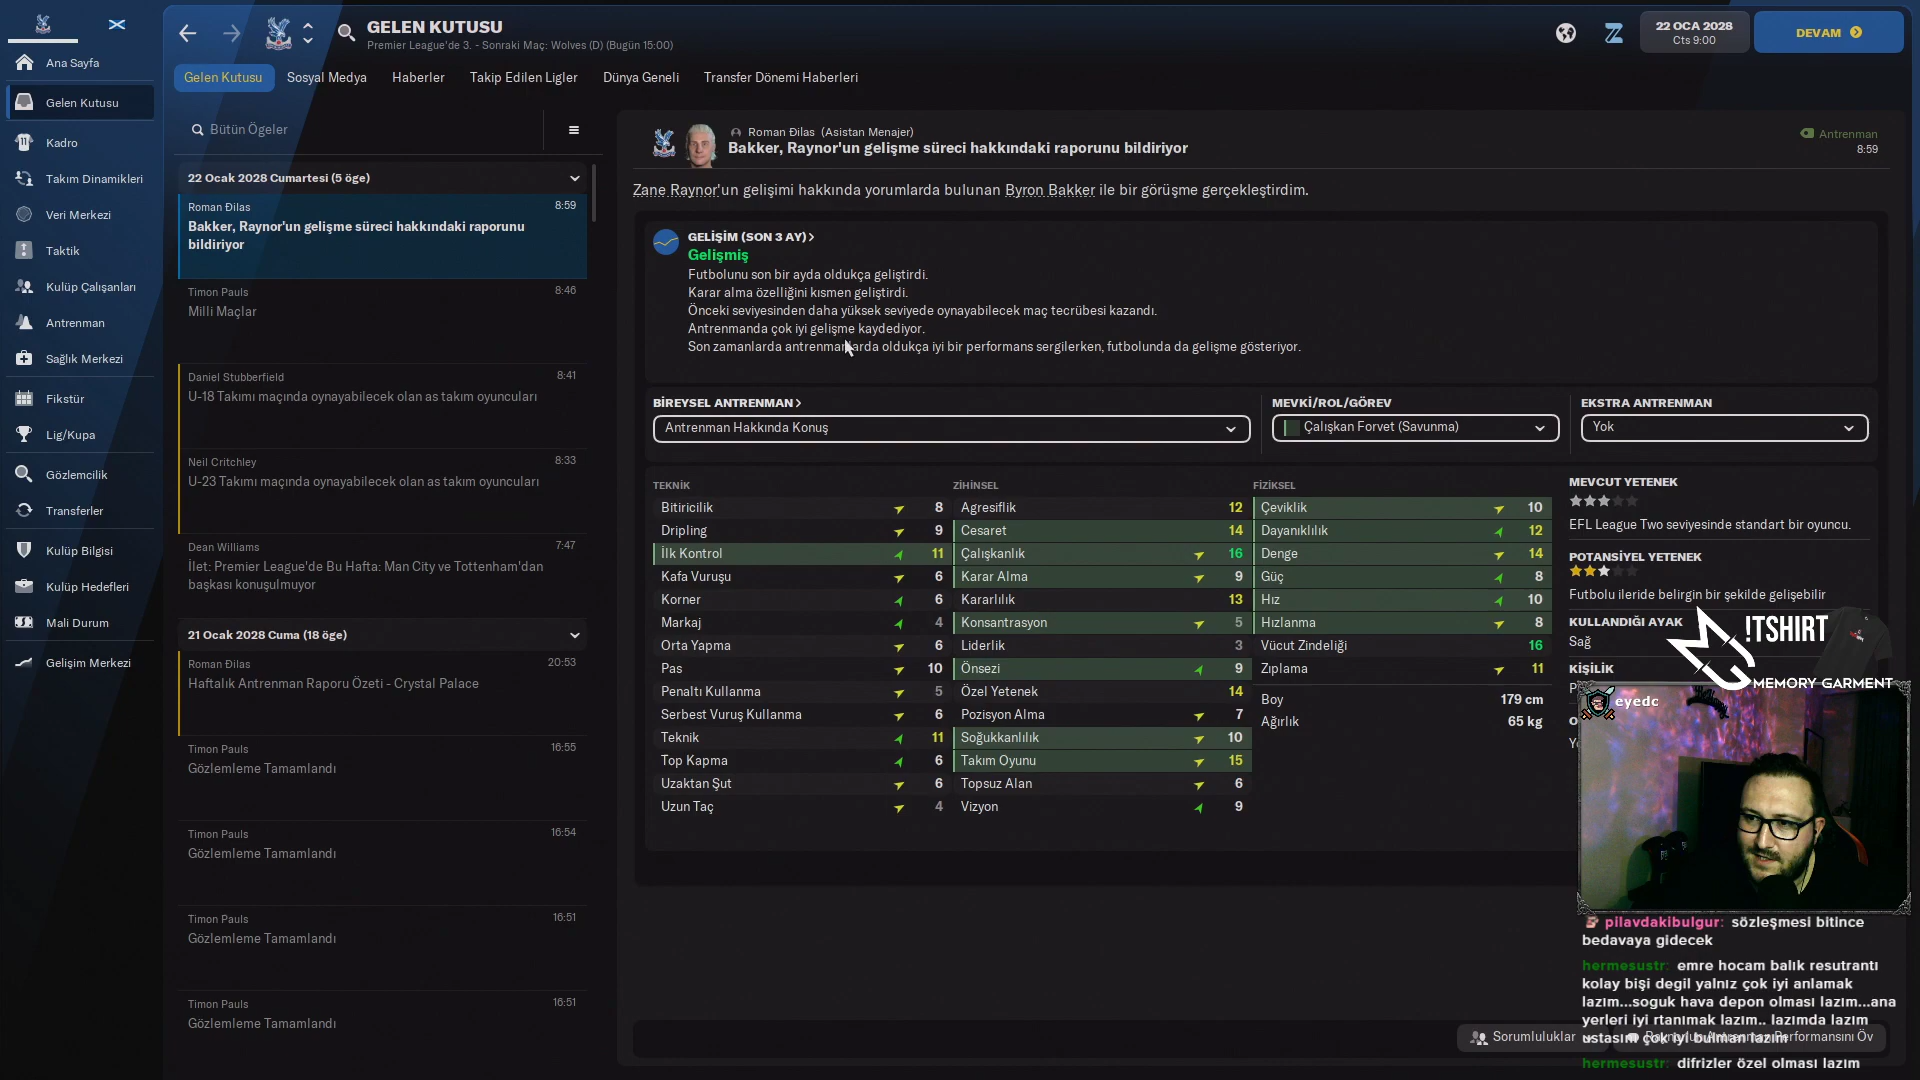 GELEN KUTUSU
Premier League'de 3. - Sonraki Maç: Wolves (D) (Bugün 15:00)
22 OCA 2028
Cts 9:00
DEVAM
Gelen Kutusu
Sosyal Medya
Haberler
Takip Edilen Ligler
Dünya Geneli
Transfer Dönemi Haberleri
Ana Sayfa
Gelen Kutusu
Kadro
Takım Dinamikleri
Veri Merkezi
Taktik
Kulüp Çalışanları
Antrenman
Sağlık Merkezi
Fikstür
Lig/Kupa
Gözlemcilik
Transferler
Kulüp Bilgisi
Kulüp Hedefleri
Mali Durum
Gelişim Merkezi
Bütün Ögeler
22 Ocak 2028 Cumartesi (5 öge)
Roman Đilas 8:59
Bakker, Raynor'un gelişme süreci hakkındaki raporunu
bildiriyor
Timon Pauls 8:46
Milli Maçlar
Daniel Stubberfield 8:41
U-18 Takımı maçında oynayabilecek olan as takım oyuncuları
Neil Critchley 8:33
U-23 Takımı maçında oynayabilecek olan as takım oyuncuları
Dean Williams 7:47
İlet: Premier League'de Bu Hafta: Man City ve Tottenham'dan
başkası konuşulmuyor
21 Ocak 2028 Cuma (18 öge)
Roman Đilas 20:53
Haftalık Antrenman Raporu Özeti - Crystal Palace
Timon Pauls 16:55
Gözlemleme Tamamlandı
Timon Pauls 16:54
Gözlemleme Tamamlandı
Timon Pauls 16:51
Gözlemleme Tamamlandı
Timon Pauls 16:51
Gözlemleme Tamamlandı
Roman Đilas (Asistan Menajer)
Bakker, Raynor'un gelişme süreci hakkındaki raporunu bildiriyor
Antrenman
8:59
Zane Raynor'un gelişimi hakkında yorumlarda bulunan Byron Bakker ile bir görüşme gerçekleştirdim.
GELİŞİM (SON 3 AY)
Gelişmiş
Futbolunu son bir ayda oldukça geliştirdi.
Karar alma özelliğini kısmen geliştirdi.
Önceki seviyesinden daha yüksek seviyede oynayabilecek maç tecrübesi kazandı.
Antrenmanda çok iyi gelişme kaydediyor.
Son zamanlarda antrenmanlarda oldukça iyi bir performans sergilerken, futbolunda da gelişme gösteriyor.
BİREYSEL ANTRENMAN
Antrenman Hakkında Konuş
MEVKİ/ROL/GÖREV
Çalışkan Forvet (Savunma)
EKSTRA ANTRENMAN
Yok
TEKNİK
Bitiricilik 8
Dripling 9
İlk Kontrol 11
Kafa Vuruşu 6
Korner 6
Markaj 4
Orta Yapma 6
Pas 10
Penaltı Kullanma 5
Serbest Vuruş Kullanma 6
Teknik 11
Top Kapma 6
Uzaktan Şut 6
Uzun Taç 4
ZİHİNSEL
Agresiflik 12
Cesaret 14
Çalışkanlık 16
Karar Alma 9
Kararlılık 13
Konsantrasyon 5
Liderlik 3
Önsezi 9
Özel Yetenek 14
Pozisyon Alma 7
Soğukkanlılık 10
Takım Oyunu 15
Topsuz Alan 6
Vizyon 9
FİZİKSEL
Çeviklik 10
Dayanıklılık 12
Denge 14
Güç 8
Hız 10
Hızlanma 8
Vücut Zindeliği 16
Zıplama 11
Boy 179 cm
Ağırlık 65 kg
MEVCUT YETENEK
EFL League Two seviyesinde standart bir oyuncu.
POTANSİYEL YETENEK
Futbolu ileride belirgin bir şekilde gelişebilir
KULLANDIĞI AYAK
Sağ
KİŞİLİK
!TSHIRT
MEMORY GARMENT
eyedc
pilavdakibulgur: sözleşmesi bitince
bedavaya gidecek
hermesustr: emre hocam balık resutrantı
kolay bişi degil yalnız çok iyi anlamak
lazım...soguk hava depon olması lazım...ana
yerleri iyi rtanımak lazım.. lazımda lazım
ustasım çok iyi bulman lazım
hermesustr: difrizler özel olması lazım
Sorumluluklar
Performansını Öv